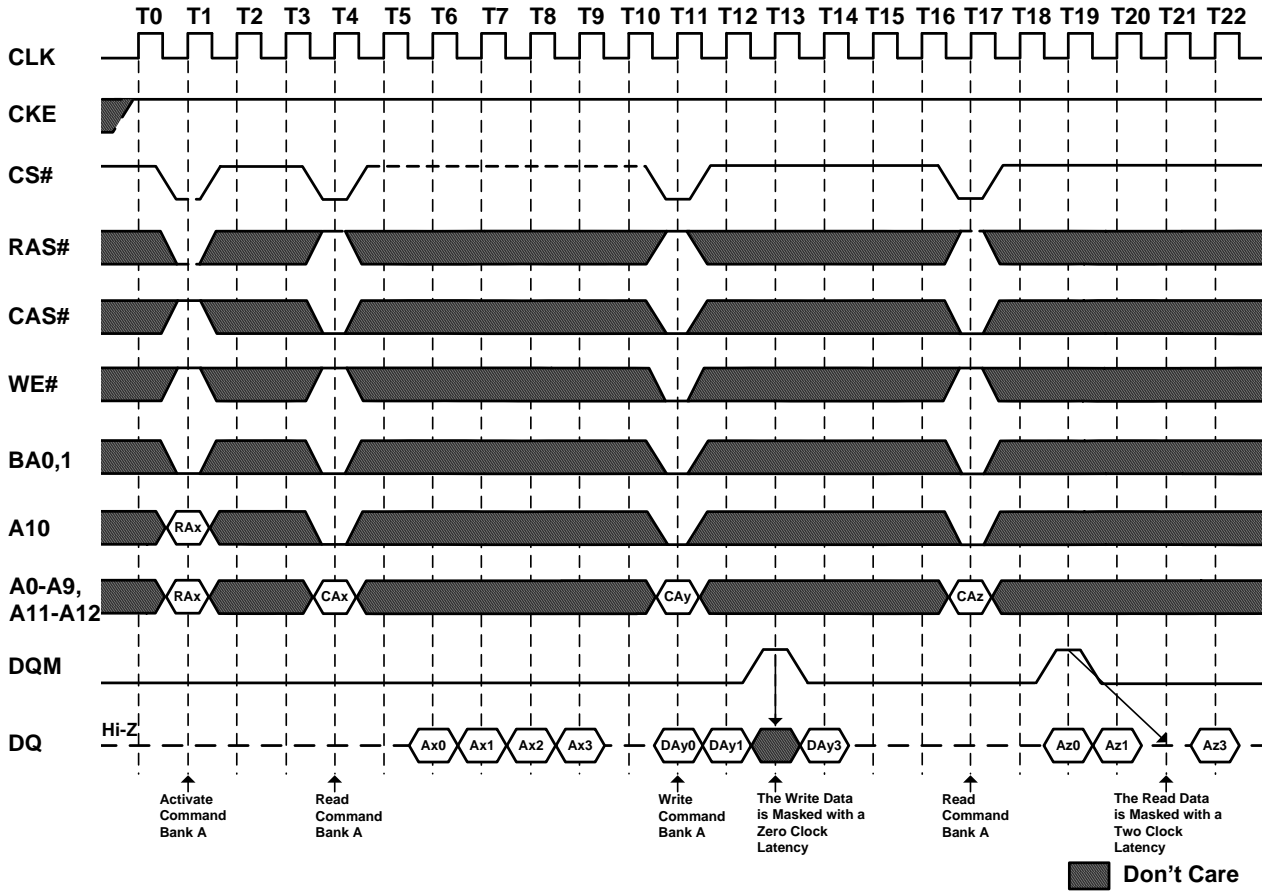 T0 T1 T2 T3 T4 T5 T6 T7 T8 T9 T10 T11 T12 T13 T14 T15 T16 T17 T18 T19 T20 T21 T22
CLK
CKE
CS#
RAS#
CAS#
WE#
BA0,1
A10
RAx
A0-A9,
A11-A12
RAx CAx CAy CAz
DQM
DQ
Hi-Z
Ax0 Ax1 Ax2 Ax3 DAy0 DAy1 DAy3 Az0 Az1 Az3
Activate
Command
Bank A
Read
Command
Bank A
Write
Command
Bank A
The Write Data
is Masked with a
Zero Clock
Latency
Read
Command
Bank A
The Read Data
is Masked with a
Two Clock
Latency
Don't Care